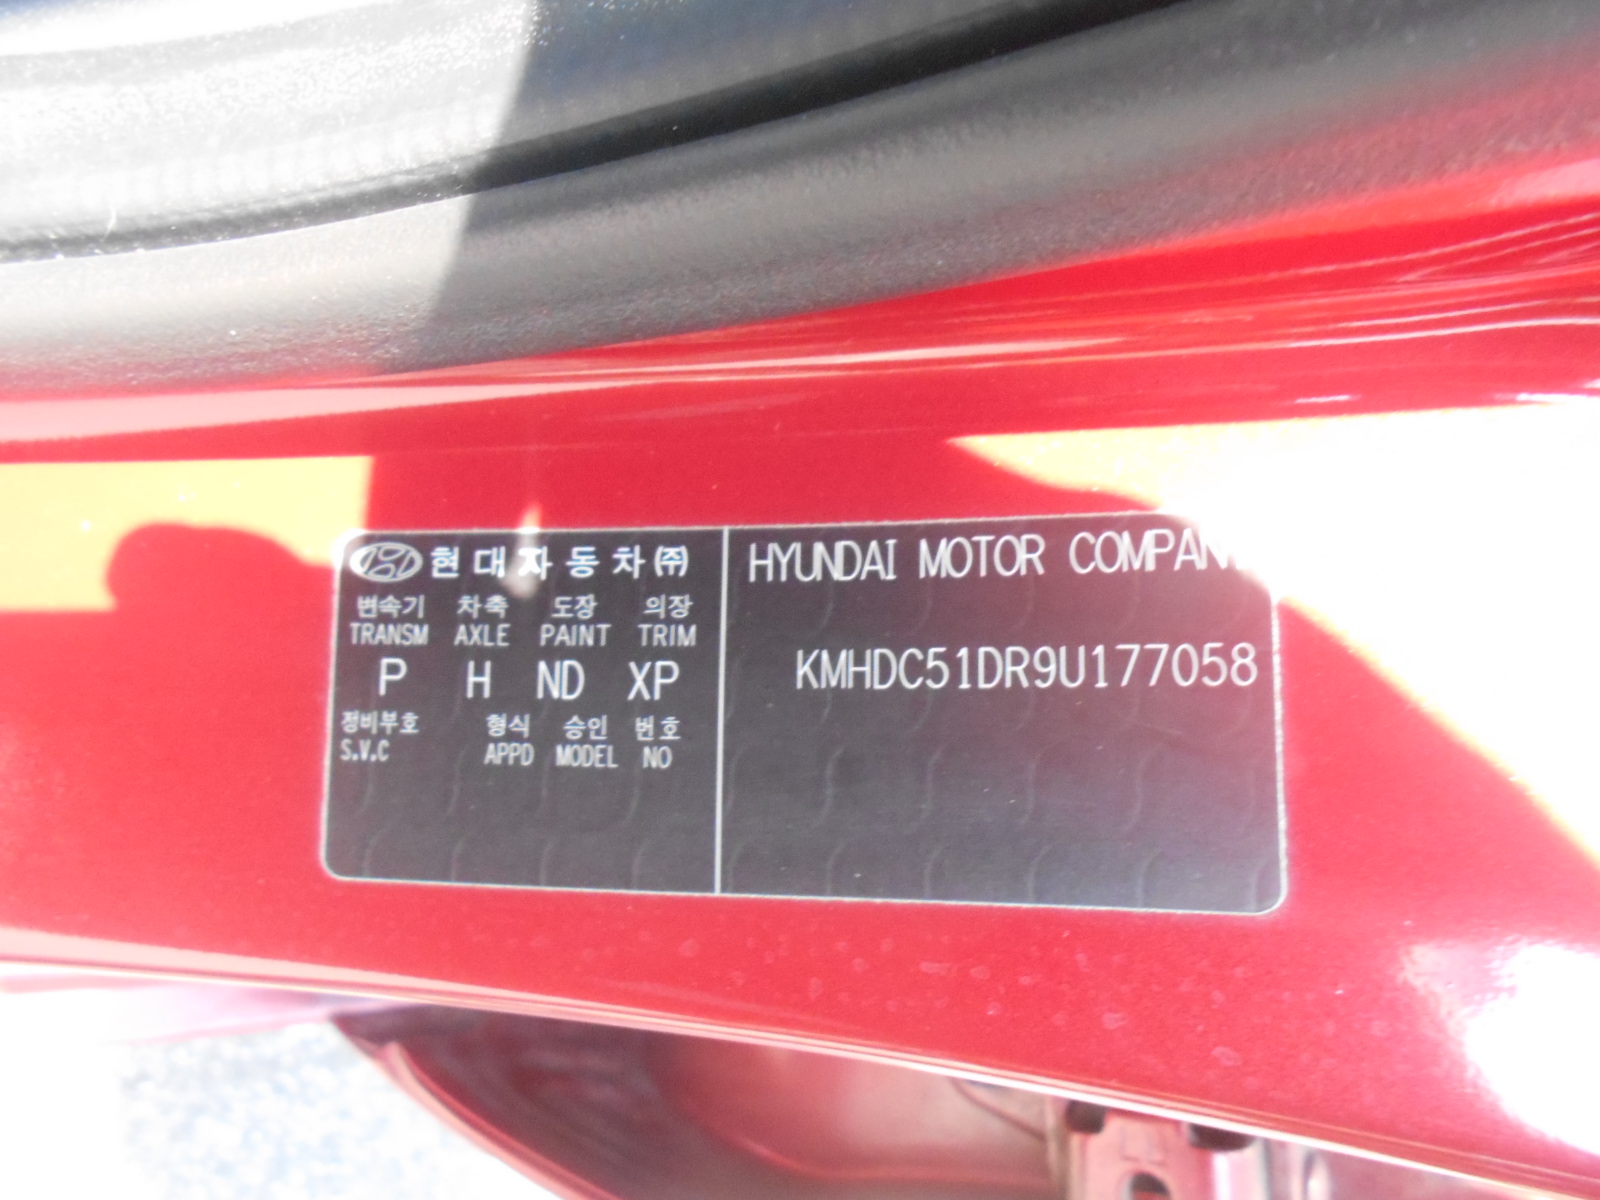 현대자동차㈜
변속기 차축 도장 의장
TRANSM AXLE PAINT TRIM
P H ND XP
정비부호 형식 승인 번호
S.V.C APPD MODEL NO
HYUNDAI MOTOR COMPANY
KMHDC51DR9U177058